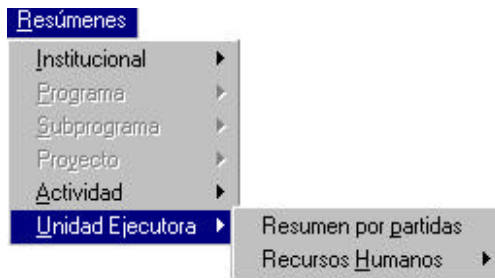 Resúmenes
Institucional
Programa
Subprograma
Proyecto
Actividad
Unidad Ejecutora
Resumen por partidas
Recursos Humanos